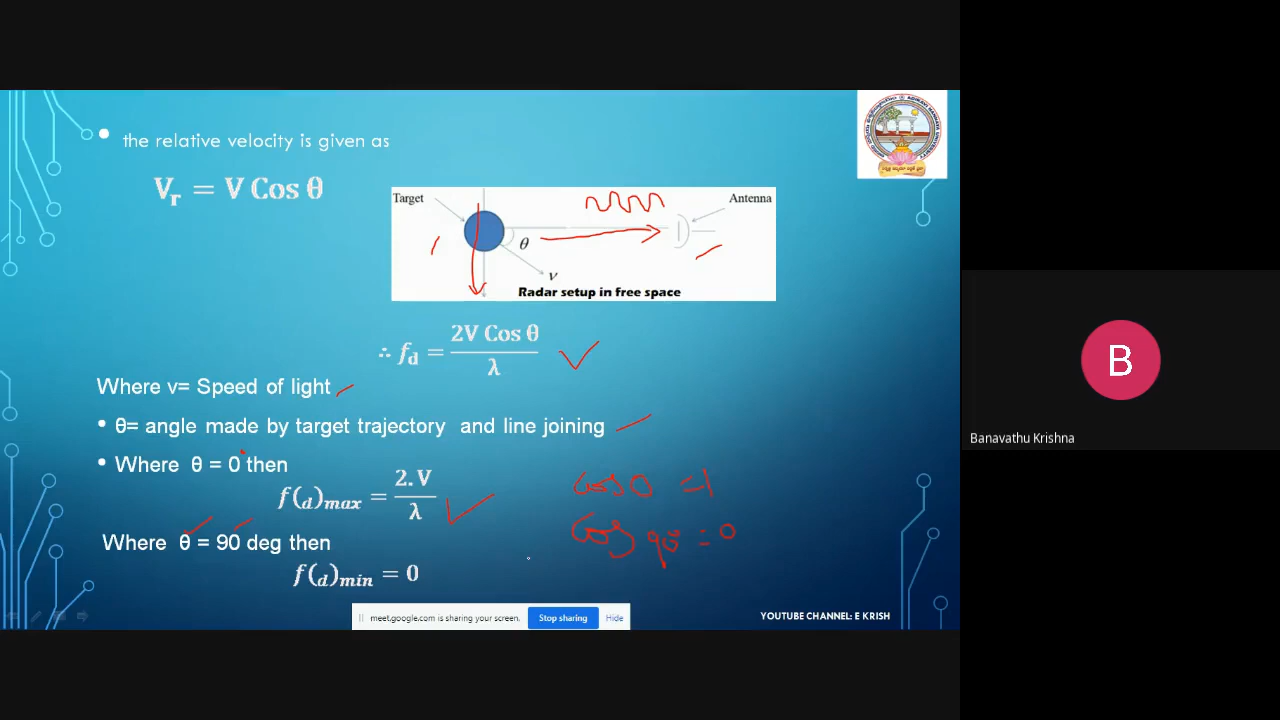 the relative velocity is given as
Vr = V Cos θ
Target
Antenna
θ
v
Radar setup in free space
∴ fd = 2V Cos θ / λ
Where v= Speed of light
• θ= angle made by target trajectory and line joining
• Where θ = 0 then
f(d)max = 2.V / λ
Cos 0 = 1
Where θ = 90 deg then
Cos 90° = 0
f(d)min = 0
meet.google.com is sharing your screen.
Stop sharing
Hide
YOUTUBE CHANNEL: E KRISH
B
Banavathu Krishna